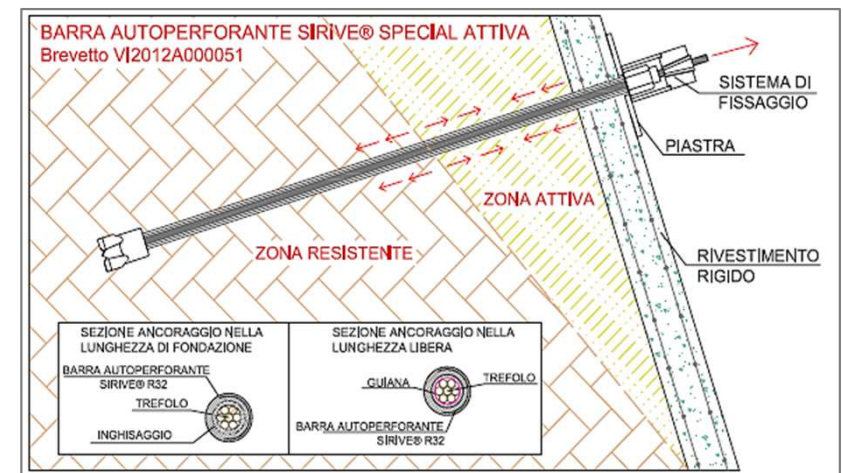 BARRA AUTOPERFORANTE SIRIVE® SPECIAL ATTIVA
Brevetto VI2012A000051
SISTEMA DI
FISSAGGIO
PIASTRA
ZONA ATTIVA
ZONA RESISTENTE
RIVESTIMENTO
RIGIDO
SEZIONE ANCORAGGIO NELLA
LUNGHEZZA DI FONDAZIONE
BARRA AUTOPERFORANTE
SIRIVE® R32
TREFOLO
INGHISAGGIO
SEZIONE ANCORAGGIO NELLA
LUNGHEZZA LIBERA
GUIANA
TREFOLO
BARRA AUTOPERFORANTE
SIRIVE® R32